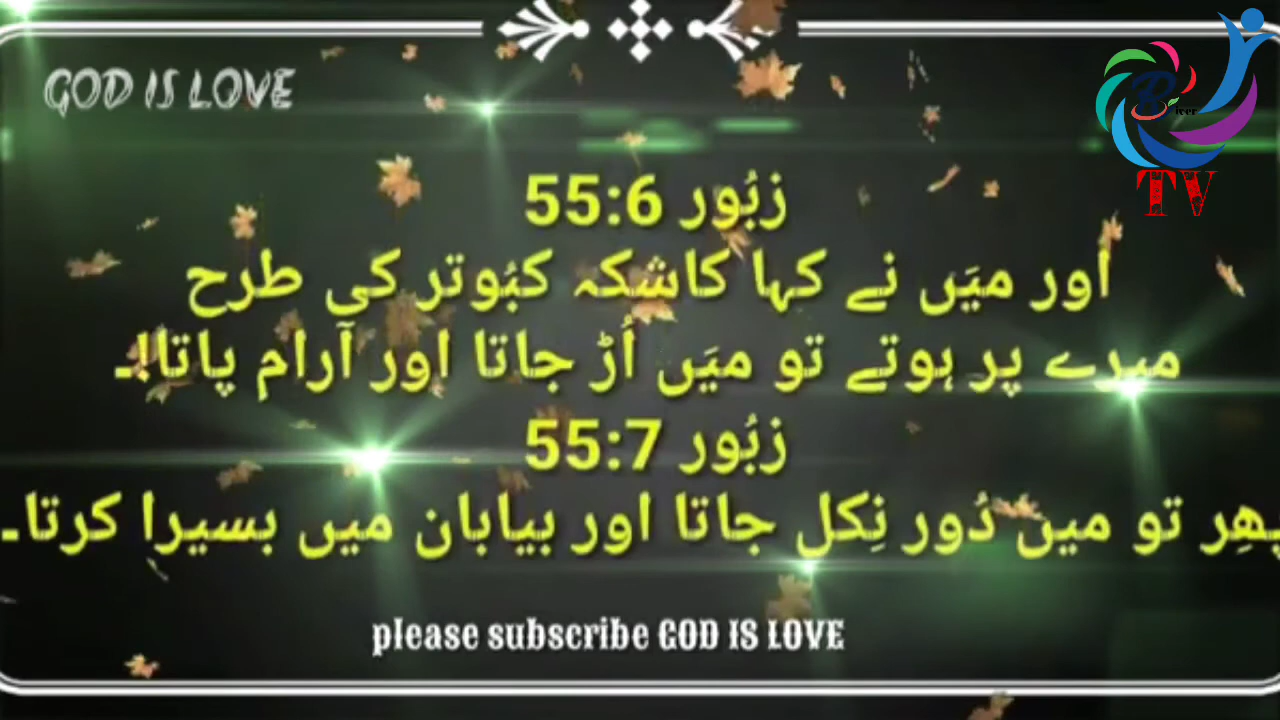 GOD IS LOVE
River
TV
زبُور 55:6
اور میَں نے کہا کاشکہ کبُوتر کی طرح
میرے پر ہوتے تو میَں اُڑ جاتا اور آرام پاتا!۔
زبُور 55:7
پھِر تو میں دُور نِکل جاتا اور بیابان میں بسیرا کرتا۔
please subscribe GOD IS LOVE